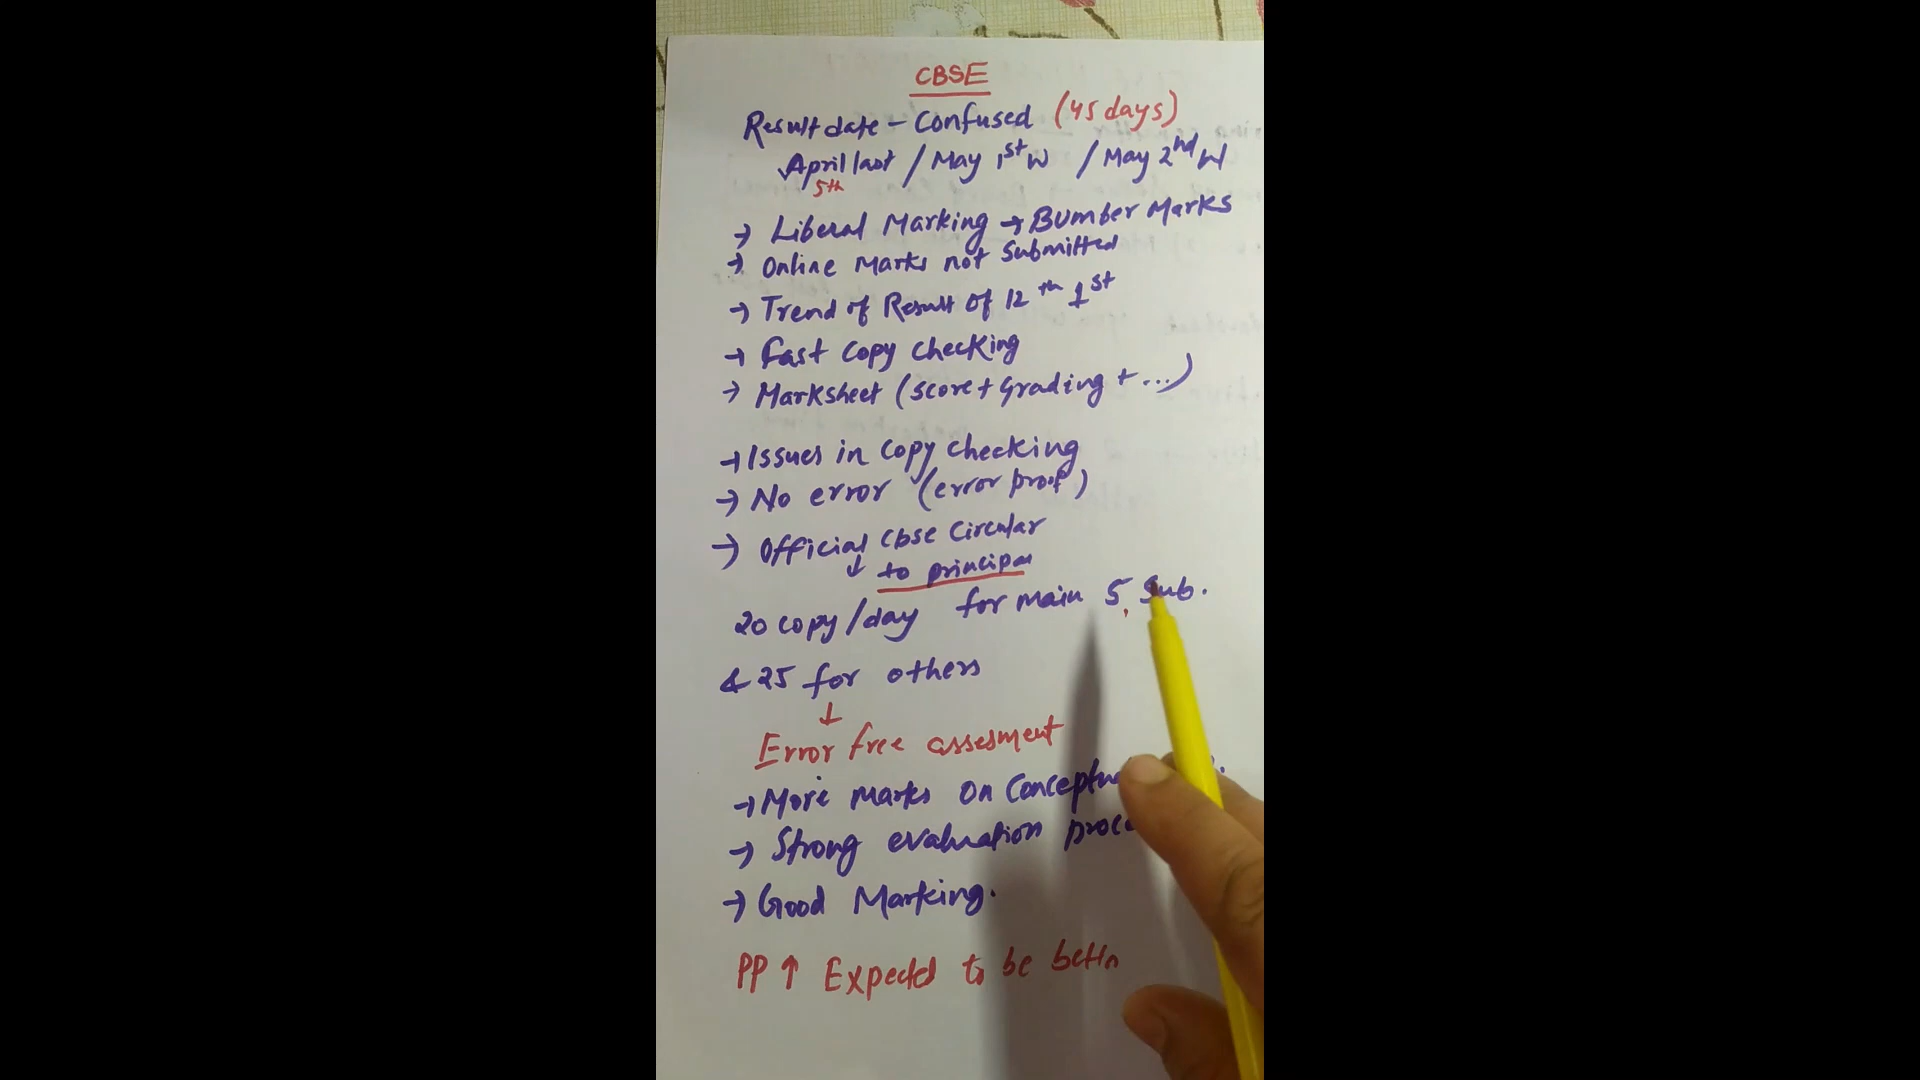 CBSE
Result date - Confused (45 days)
April last / May 1st W / May 2nd W
5th
→ Liberal Marking → Bumber Marks
→ Online Marks not Submitted
→ Trend of Result of 12th 1st
→ Fast Copy checking
→ Marksheet (score + Grading + ...)
→ Issues in Copy checking
→ No error (error proof)
→ Official Cbse Circular
↓ to principal
20 copy/day for main 5 Sub.
& 25 for others
↓
Error free assesment
→ More marks on
→ Strong evaluation
→ Good Marking.
PP ↑ Expected to be